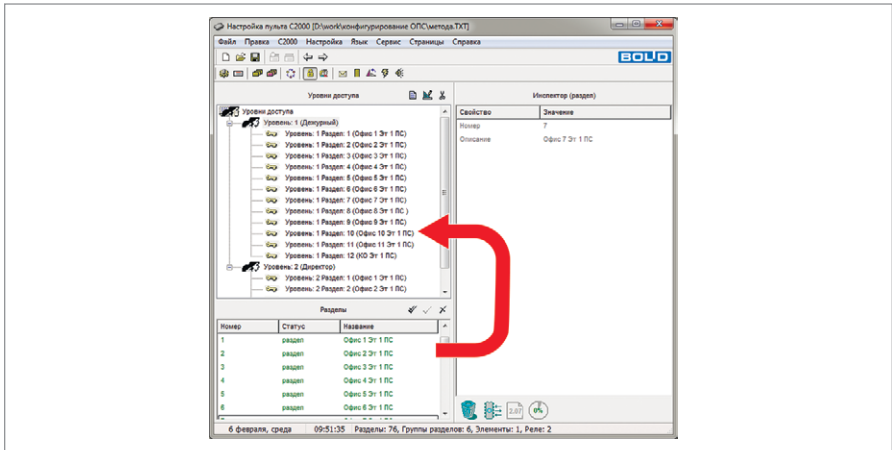 Настройка пульта С2000 [D:\work\конфигурирование ОПС\метода.TXT]
Файл Правка С2000 Настройка Язык Сервис Страницы Справка
BOLID
Уровни доступа
Инспектор (раздел)
Уровни доступа
Свойство Значение
Уровень: 1 (Дежурный)
Номер 7
Уровень: 1 Раздел: 1 (Офис 1 Эт 1 ПС)
Описание Офис 7 Эт 1 ПС
Уровень: 1 Раздел: 2 (Офис 2 Эт 1 ПС)
Уровень: 1 Раздел: 3 (Офис 3 Эт 1 ПС)
Уровень: 1 Раздел: 4 (Офис 4 Эт 1 ПС)
Уровень: 1 Раздел: 5 (Офис 5 Эт 1 ПС)
Уровень: 1 Раздел: 6 (Офис 6 Эт 1 ПС)
Уровень: 1 Раздел: 7 (Офис 7 Эт 1 ПС)
Уровень: 1 Раздел: 8 (Офис 8 Эт 1 ПС )
Уровень: 1 Раздел: 9 (Офис 9 Эт 1 ПС)
Уровень: 1 Раздел: 10 (Офис 10 Эт 1 ПС)
Уровень: 1 Раздел: 11 (Офис 11 Эт 1 ПС)
Уровень: 1 Раздел: 12 (КО Эт 1 ПС)
Уровень: 2 (Директор)
Уровень: 2 Раздел: 1 (Офис 1 Эт 1 ПС)
Уровень: 2 Раздел: 2 (Офис 2 Эт 1 ПС)
Разделы
Номер Статус Название
1 раздел Офис 1 Эт 1 ПС
2 раздел Офис 2 Эт 1 ПС
3 раздел Офис 3 Эт 1 ПС
4 раздел Офис 4 Эт 1 ПС
5 раздел Офис 5 Эт 1 ПС
6 раздел Офис 6 Эт 1 ПС
2.07 0%
6 февраля, среда 09:51:35 Разделы: 76, Группы разделов: 6, Элементы: 1, Реле: 2